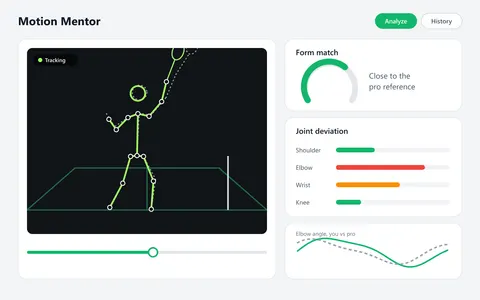 Motion Mentor
Analyze
History
Tracking
Form match
Close to the
pro reference
Joint deviation
Shoulder
Elbow
Wrist
Knee
Elbow angle, you vs pro